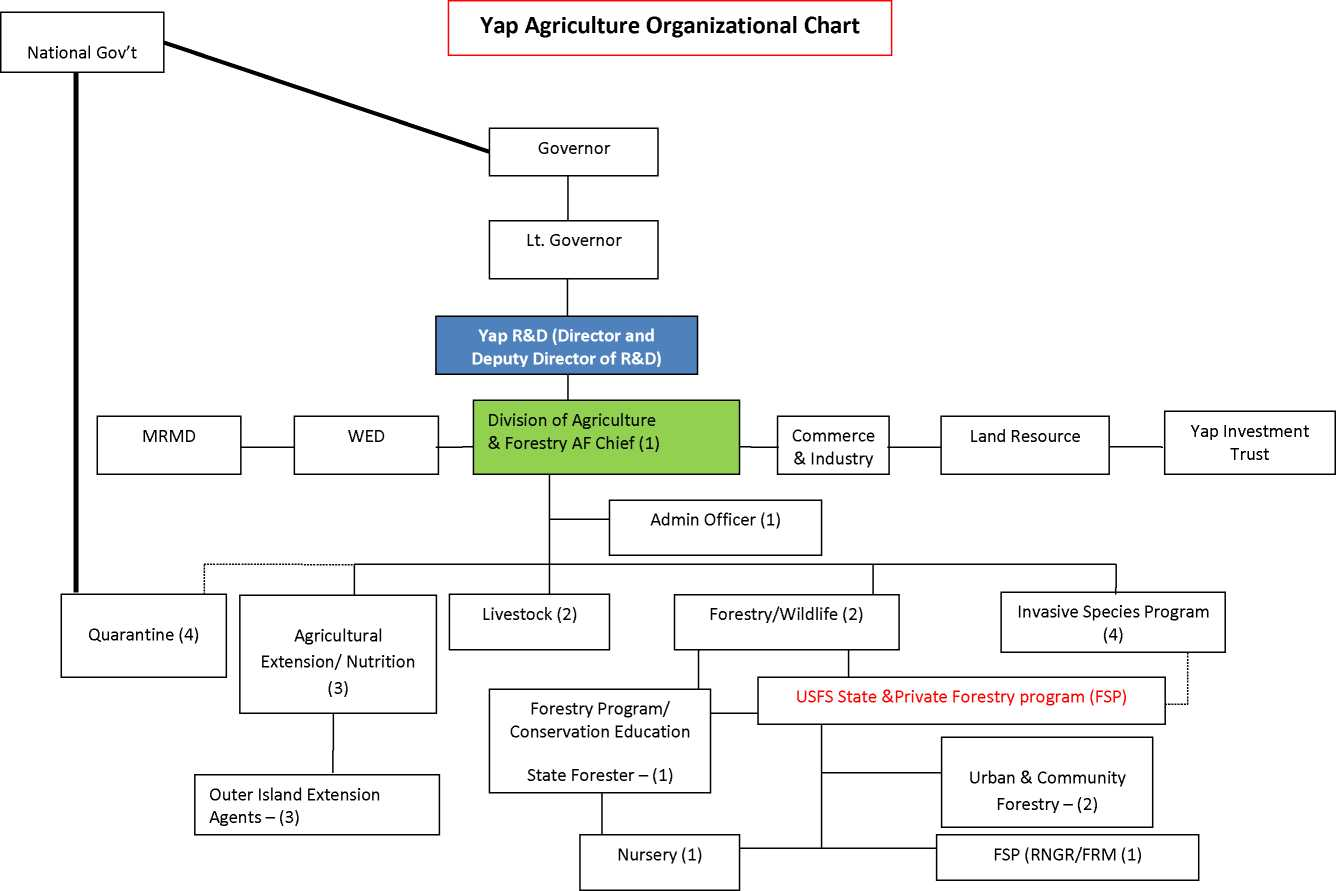 Yap Agriculture Organizational Chart
National Gov't
Governor
Lt. Governor
Yap R&D (Director and
Deputy Director of R&D)
MRMD
WED
Division of Agriculture
& Forestry AF Chief (1)
Commerce
& Industry
Land Resource
Yap Investment
Trust
Admin Officer (1)
Quarantine (4)
Agricultural
Extension/ Nutrition
(3)
Livestock (2)
Forestry/Wildlife (2)
Invasive Species Program
(4)
USFS State &Private Forestry program (FSP)
Forestry Program/
Conservation Education
State Forester – (1)
Outer Island Extension
Agents – (3)
Urban & Community
Forestry – (2)
Nursery (1)
FSP (RNGR/FRM (1)